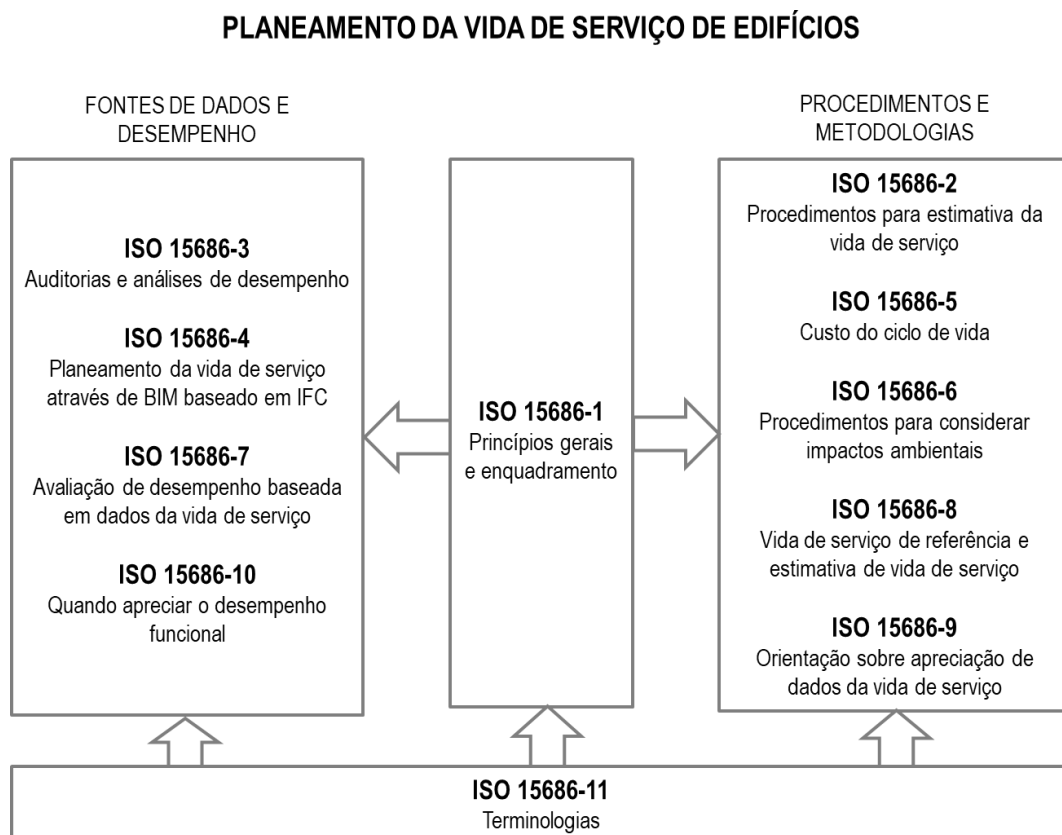 PLANEAMENTO DA VIDA DE SERVIÇO DE EDIFÍCIOS
FONTES DE DADOS E
DESEMPENHO
ISO 15686-3
Auditorias e análises de desempenho
ISO 15686-4
Planeamento da vida de serviço
através de BIM baseado em IFC
ISO 15686-7
Avaliação de desempenho baseada
em dados da vida de serviço
ISO 15686-10
Quando apreciar o desempenho
funcional
ISO 15686-1
Princípios gerais
e enquadramento
PROCEDIMENTOS E
METODOLOGIAS
ISO 15686-2
Procedimentos para estimativa da
vida de serviço
ISO 15686-5
Custo do ciclo de vida
ISO 15686-6
Procedimentos para considerar
impactos ambientais
ISO 15686-8
Vida de serviço de referência e
estimativa de vida de serviço
ISO 15686-9
Orientação sobre apreciação de
dados da vida de serviço
ISO 15686-11
Terminologias